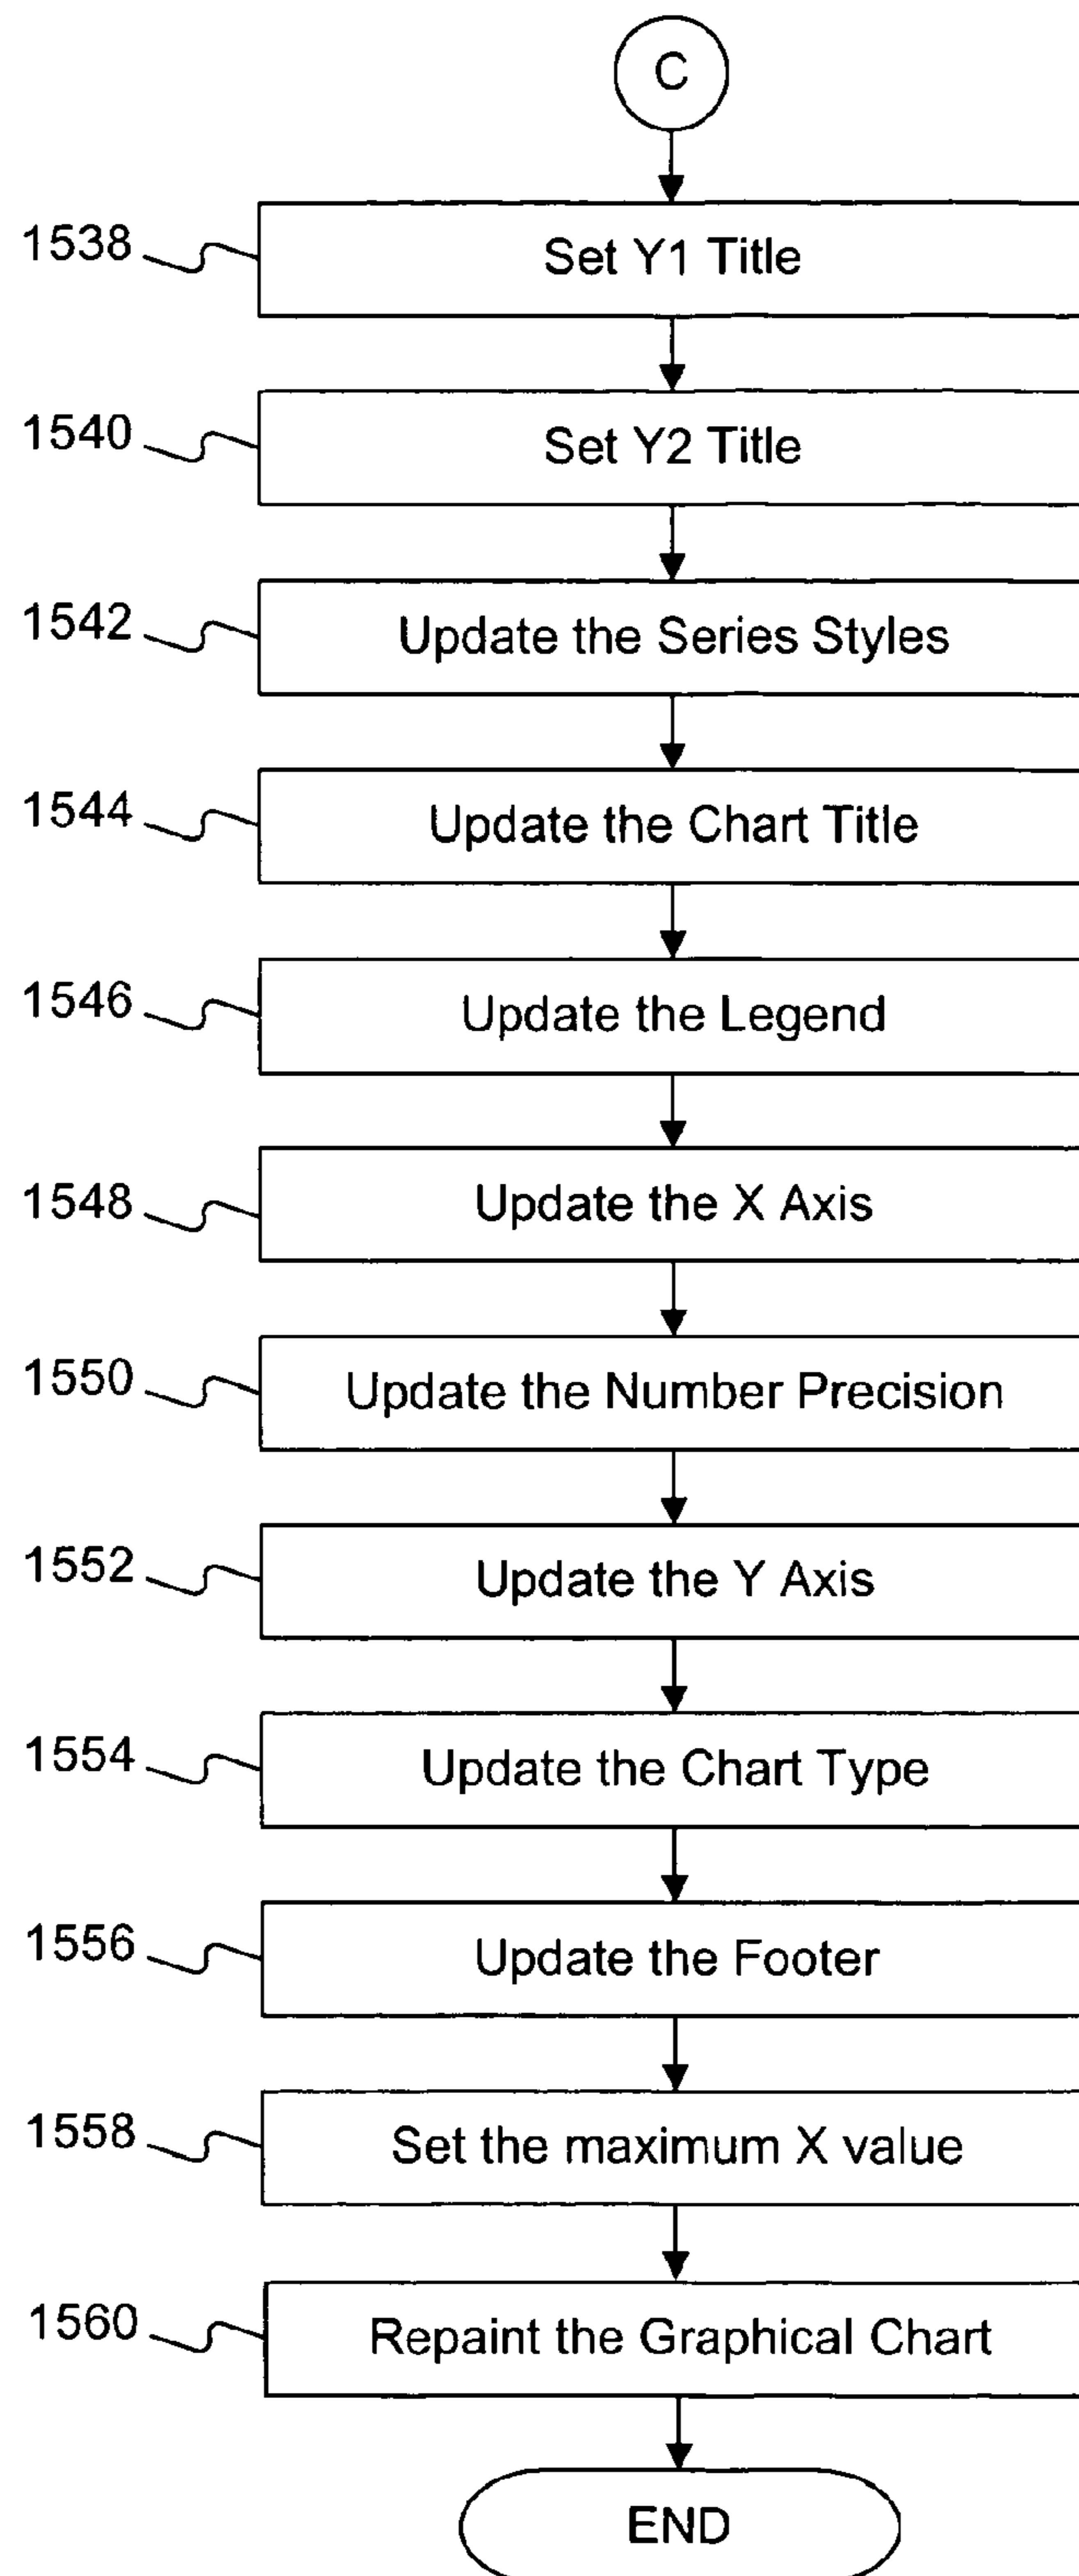 C
1538 Set Y1 Title
1540 Set Y2 Title
1542 Update the Series Styles
1544 Update the Chart Title
1546 Update the Legend
1548 Update the X Axis
1550 Update the Number Precision
1552 Update the Y Axis
1554 Update the Chart Type
1556 Update the Footer
1558 Set the maximum X value
1560 Repaint the Graphical Chart
END